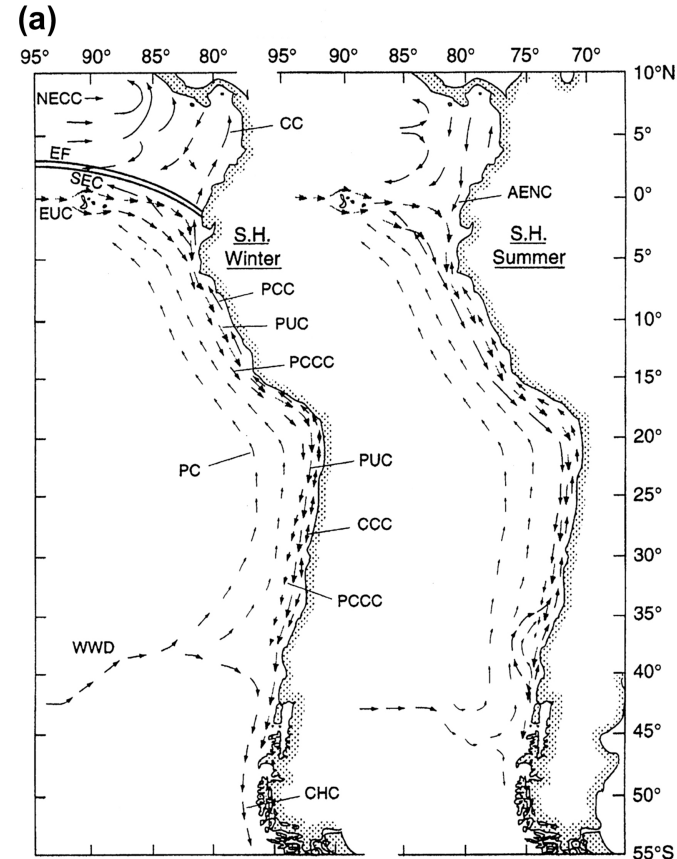 (a)
95° 90° 85° 80° 95° 90° 85° 80° 75° 70°
10°N
NECC
CC
5°
EF
SEC
AENC
0°
EUC
S.H.
Winter
S.H.
Summer
5°
PCC
PUC
10°
PCCC
15°
20°
PC
PUC
25°
CCC
30°
PCCC
35°
WWD
40°
45°
CHC
50°
55°S